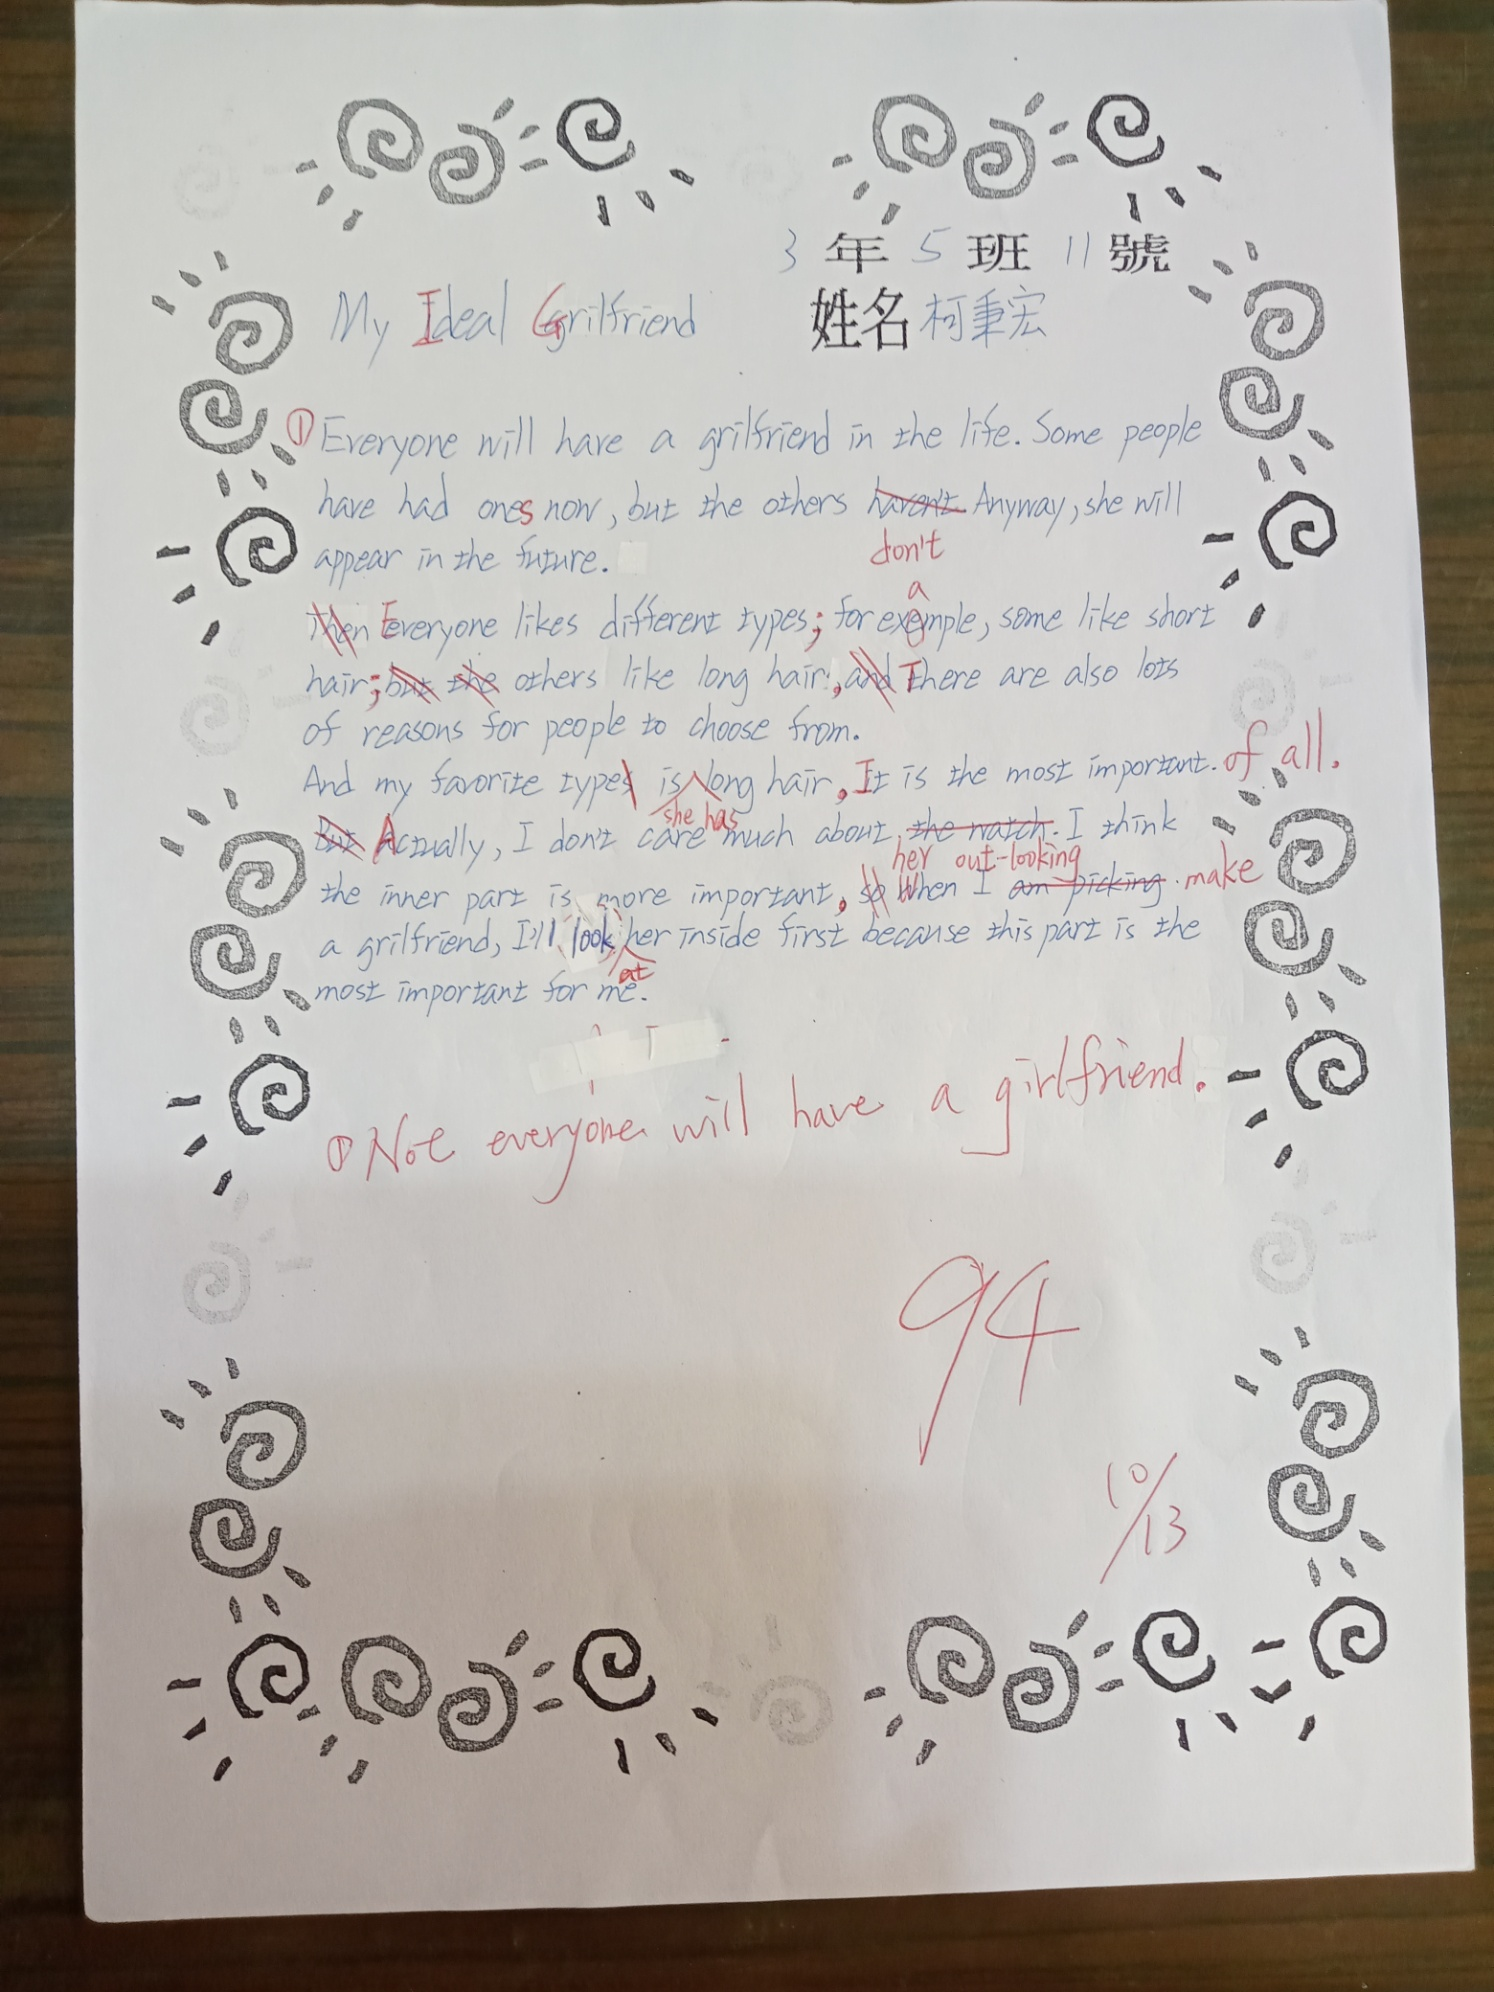 3 年 5 班 11 號
My Ideal Ggrilfriend
姓名 柯秉宏
① Everyone will have a grilfriend in the life. Some people
have had ones now, but the others haven't. Anyway, she will
don't
appear in the future.
Then Everyone likes different types; for example, some like short
a
hair; but the others like long hair, and There are also lots
of reasons for people to choose from.
And my favorite types is long hair. It is the most important. of all.
she has
But Actually, I don't care much about the watch. I think
her out-looking
the inner part is more important. so When I am picking. make
a grilfriend, I'll look her inside first because this part is the
at
most important for me.
① Not everyone will have a girlfriend.
94
10/13